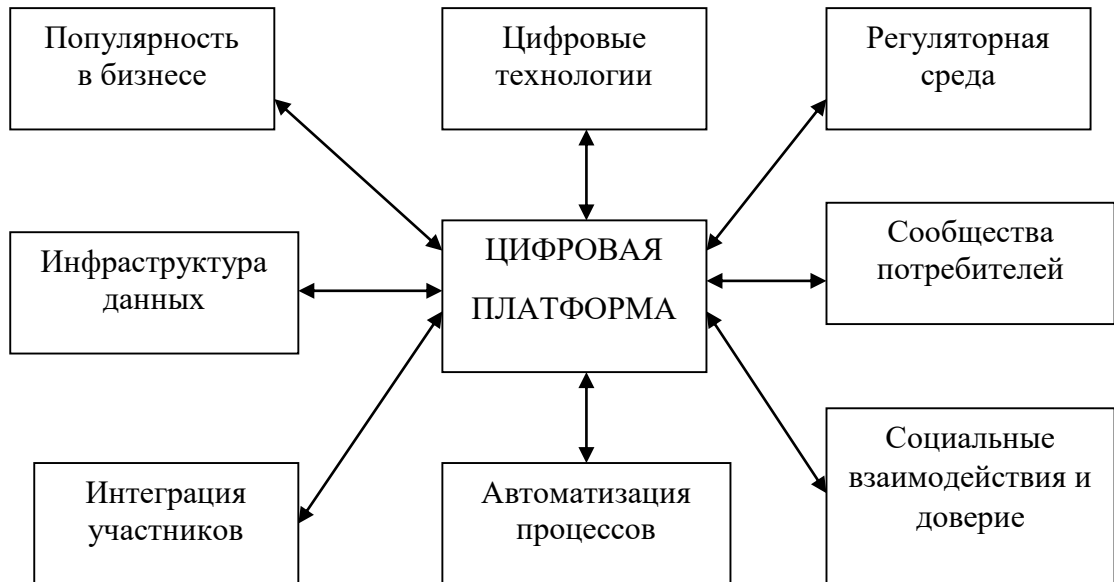 Популярность
в бизнесе
Цифровые
технологии
Регуляторная
среда
Инфраструктура
данных
ЦИФРОВАЯ
ПЛАТФОРМА
Сообщества
потребителей
Интеграция
участников
Автоматизация
процессов
Социальные
взаимодействия и
доверие